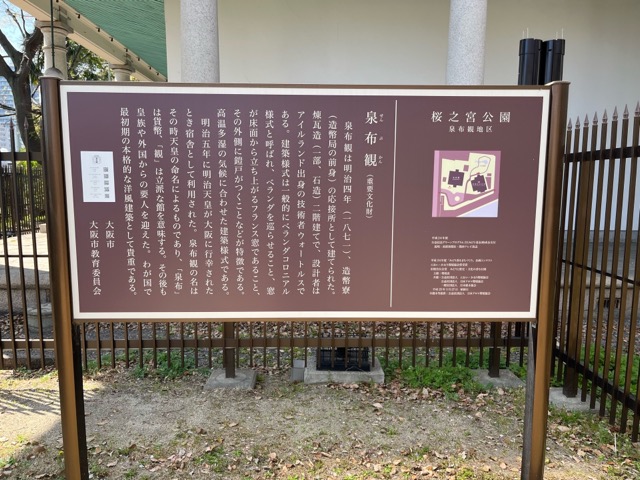 桜之宮公園
泉布観地区
泉布観（重要文化財）
せんぷかん
泉布観は明治四年（一八七一）、造幣寮
（造幣局の前身）の応接所として建てられた。
煉瓦造（一部、石造）二階建てで、設計者は
アイルランド出身の技術者ウォートルスで
ある。建築様式は一般的にベランダコロニアル
様式と呼ばれ、ベランダを巡らせること、窓
が床面から立ち上がるフランス窓であること、
その外側に鎧戸がつくことなどが特徴である。
高温多湿の気候に合わせた建築様式である。
明治五年に明治天皇が大阪に行幸された
とき宿舎として利用された。泉布観の名は
その時天皇の命名によるものであり、「泉布」
は貨幣、「観」は立派な館を意味する。その後も
皇族や外国からの要人を迎えた、わが国で
最初期の本格的な洋風建築として貴重である。
大阪市
大阪市教育委員会